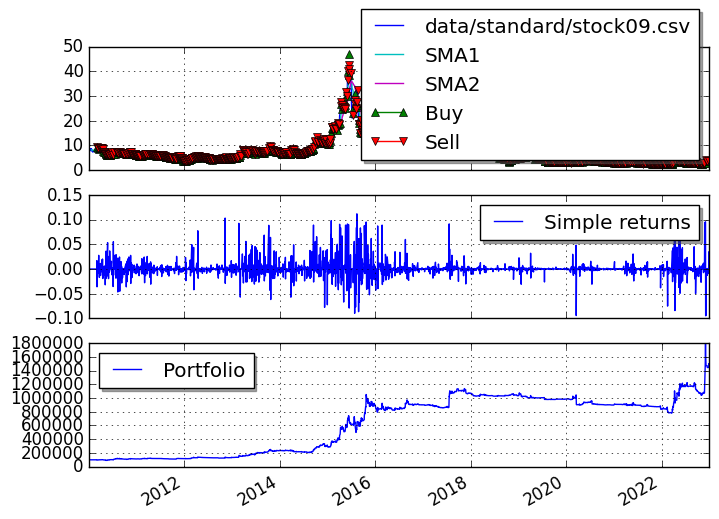 data/standard/stock09.csv
SMA1
SMA2
Buy
Sell
50
40
30
20
10
0
Simple returns
0.15
0.10
0.05
0.00
−0.05
−0.10
Portfolio
1800000
1600000
1400000
1200000
1000000
800000
600000
400000
200000
0
2012 2014 2016 2018 2020 2022